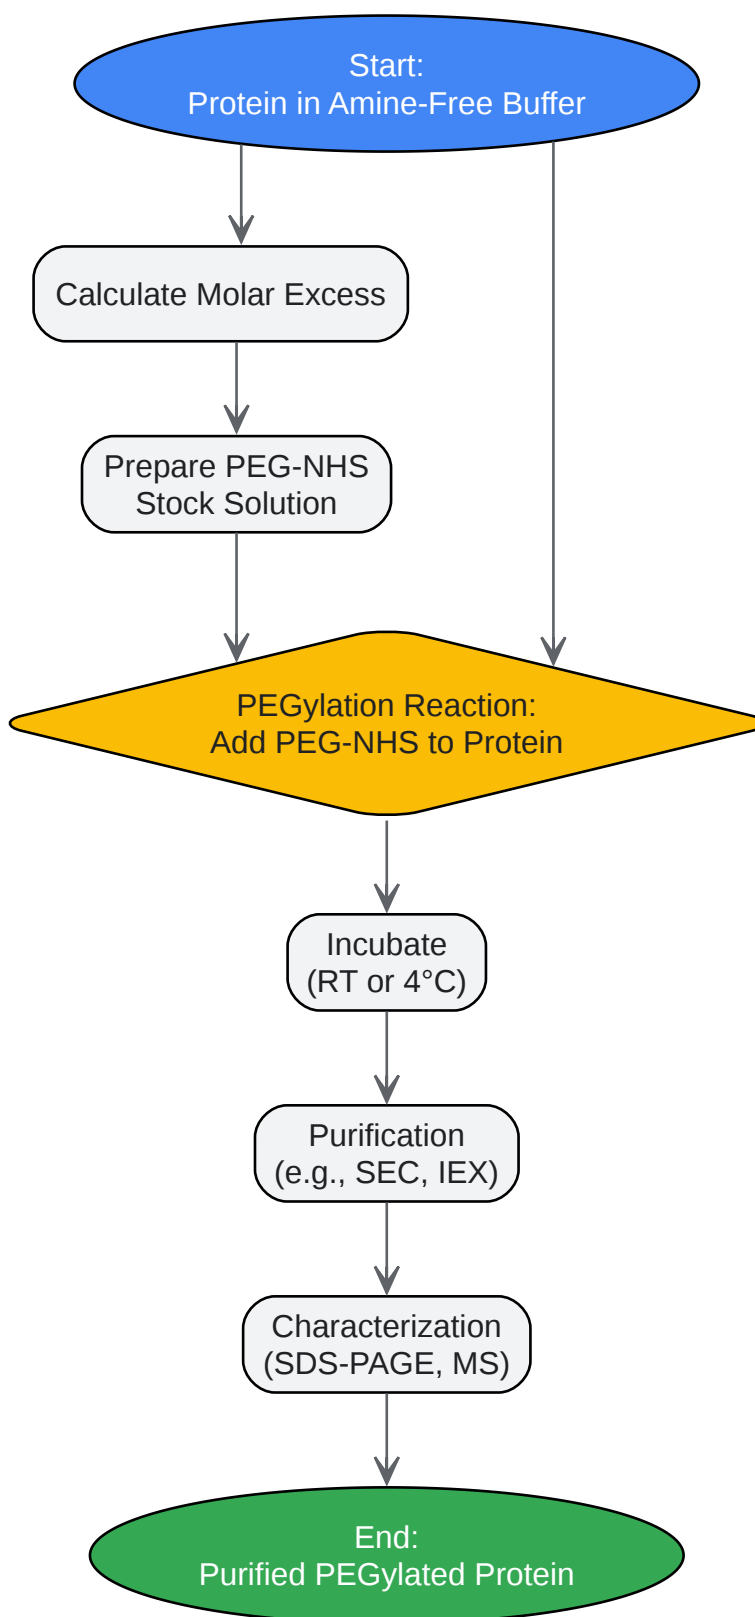 Start:
Protein in Amine-Free Buffer
Calculate Molar Excess
Prepare PEG-NHS
Stock Solution
PEGylation Reaction:
Add PEG-NHS to Protein
Incubate
(RT or 4°C)
Purification
(e.g., SEC, IEX)
Characterization
(SDS-PAGE, MS)
End:
Purified PEGylated Protein